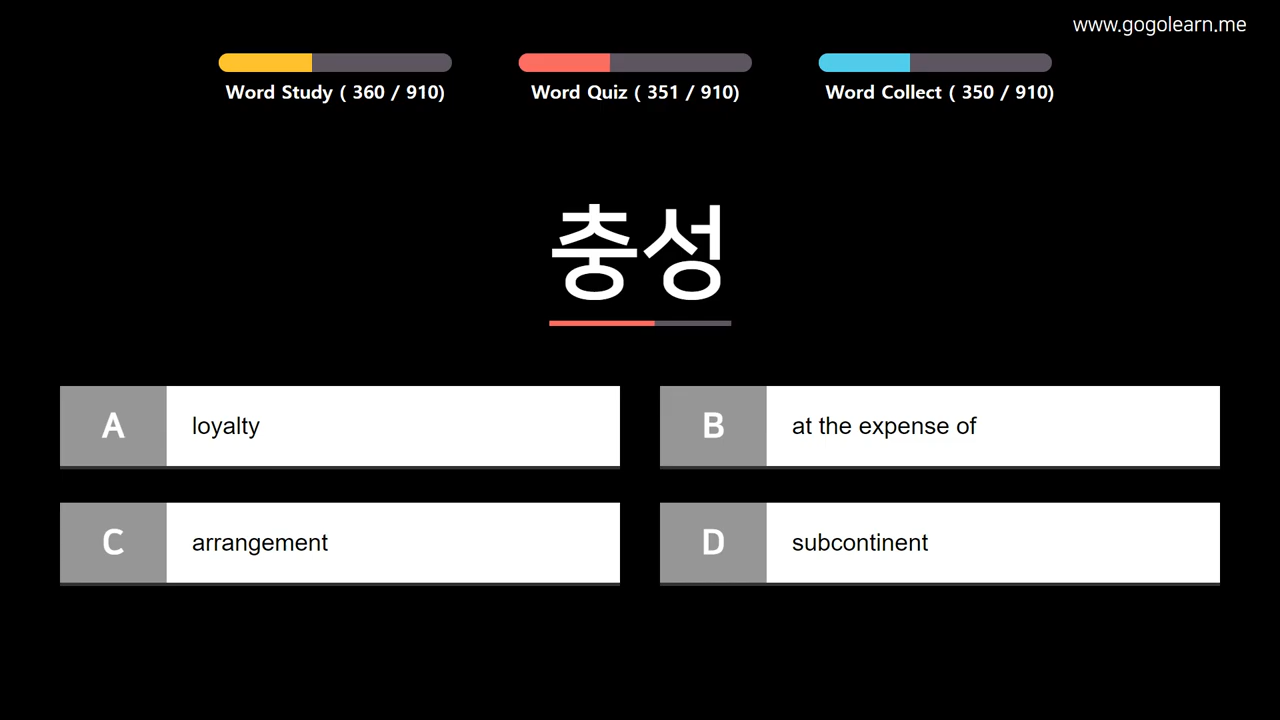 www.gogolearn.me
Word Study ( 360 / 910)
Word Quiz ( 351 / 910)
Word Collect ( 350 / 910)
충성
A loyalty
B at the expense of
C arrangement
D subcontinent